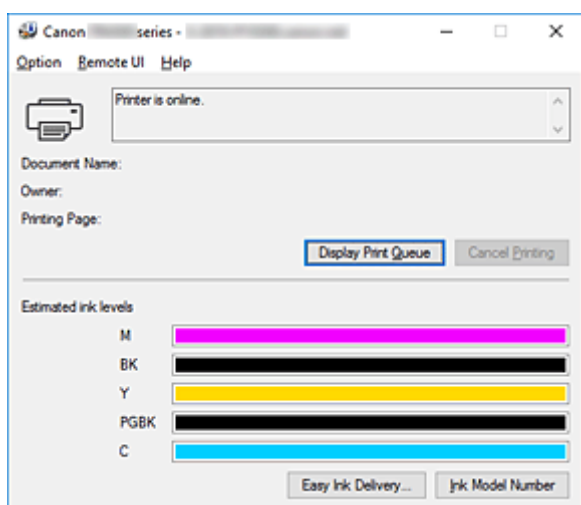 Canon series -
Option Remote UI Help
Printer is online.
Document Name:
Owner:
Printing Page:
Display Print Queue Cancel Printing
Estimated ink levels
M
BK
Y
PGBK
C
Easy Ink Delivery... Ink Model Number